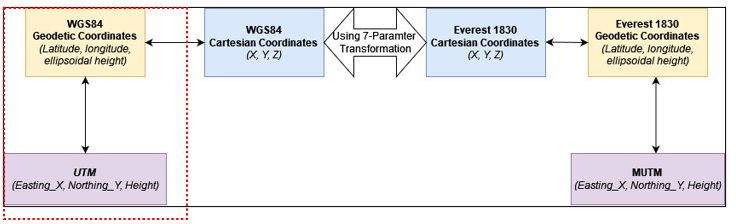 WGS84
Geodetic Coordinates
(Latitude, longitude,
ellipsoidal height)
WGS84
Cartesian Coordinates
(X, Y, Z)
Using 7-Paramter
Transformation
Everest 1830
Cartesian Coordinates
(X, Y, Z)
Everest 1830
Geodetic Coordinates
(Latitude, longitude,
ellipsoidal height)
UTM
(Easting_X, Northing_Y, Height)
MUTM
(Easting_X, Northing_Y, Height)